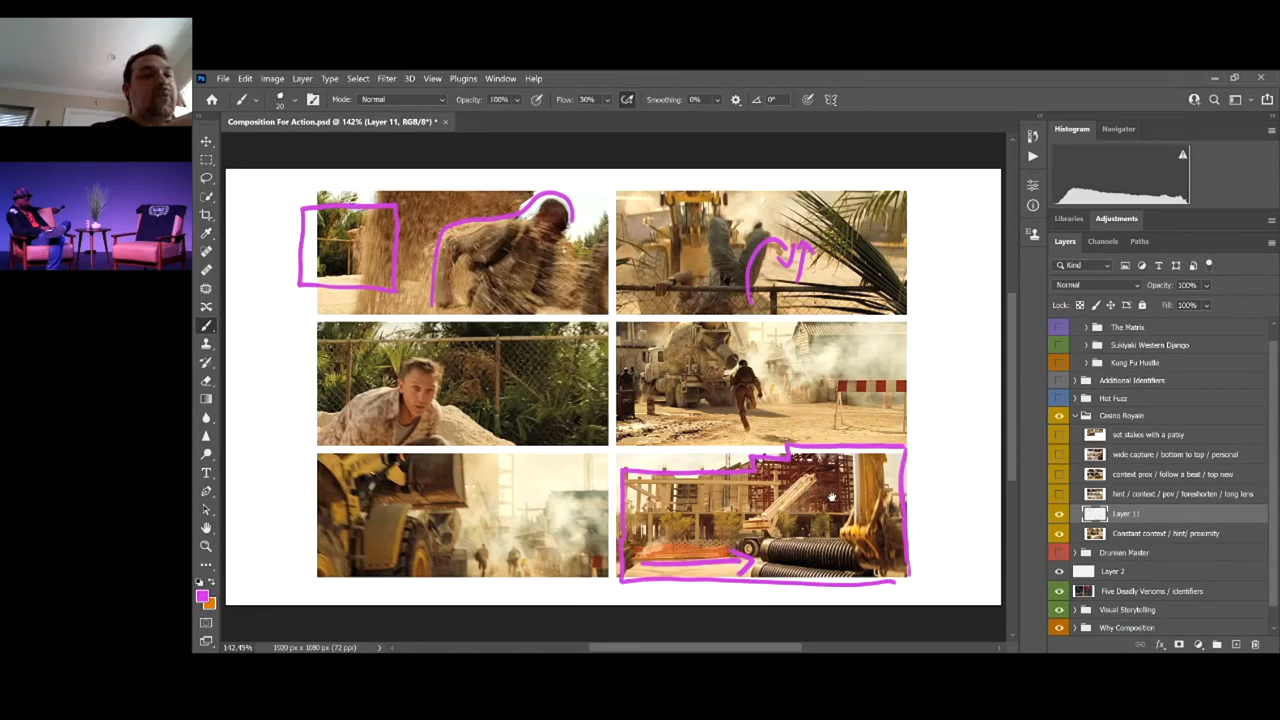 Ps File Edit Image Layer Type Select Filter 3D View Plugins Window Help
20 Mode: Normal Opacity: 100% Flow: 30% Smoothing: 0% 0°
Composition For Action.psd @ 142% (Layer 11, RGB/8*) *
Histogram Navigator
Libraries Adjustments
Layers Channels Paths
Kind
Normal Opacity: 100%
Lock: Fill: 100%
The Matrix
Sukiyaki Western Django
Kung Fu Hustle
Additional Identifiers
Hot Fuzz
Casino Royale
set stakes with a patsy
wide capture / bottom to top / personal
context prox / follow a beat / top new
hint / context / pov / foreshorten / long lens
Layer 11
Constant context / hint/ proximity
Drunken Master
Layer 2
Five Deadly Venoms / identifiers
Visual Storytelling
Why Composition
142.45% 1920 px x 1080 px (72 ppi)